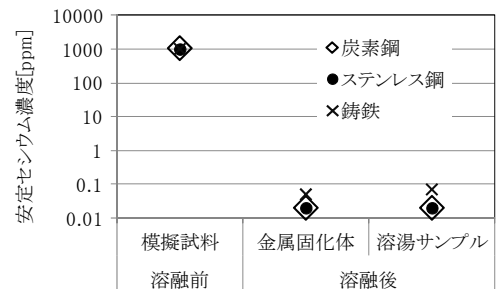 安定セシウム濃度[ppm]
10000
1000
100
10
1
0.1
0.01
炭素鋼
ステンレス鋼
鋳鉄
模擬試料 金属固化体 溶湯サンプル
溶融前 溶融後